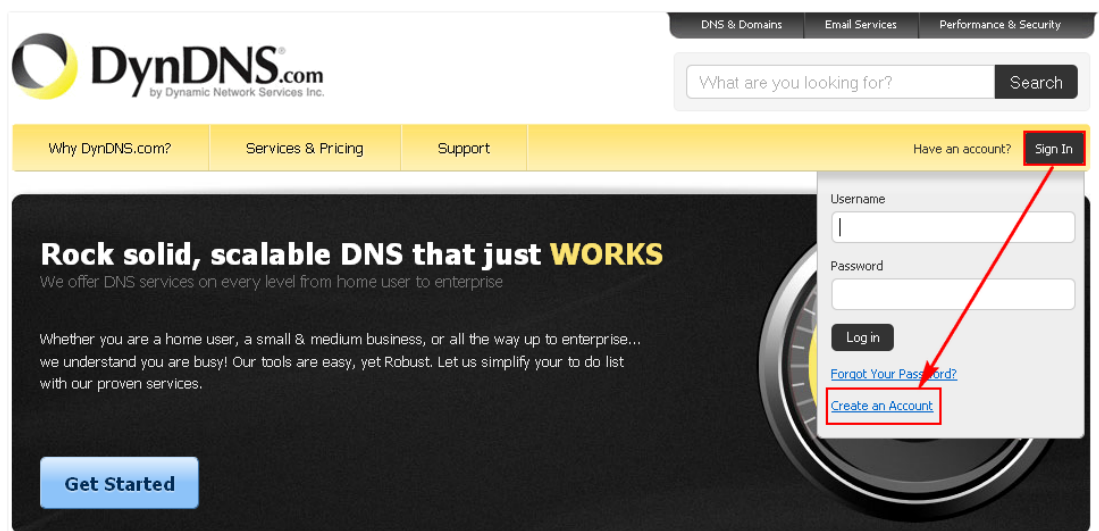 DNS & Domains Email Services Performance & Security
DynDNS®.com
by Dynamic Network Services Inc.
What are you looking for? Search
Why DynDNS.com? Services & Pricing Support Have an account? Sign In
Username
Password
Log in
Forgot Your Password?
Create an Account
Rock solid, scalable DNS that just WORKS
We offer DNS services on every level from home user to enterprise
Whether you are a home user, a small & medium business, or all the way up to enterprise...
we understand you are busy! Our tools are easy, yet Robust. Let us simplify your to do list
with our proven services.
Get Started